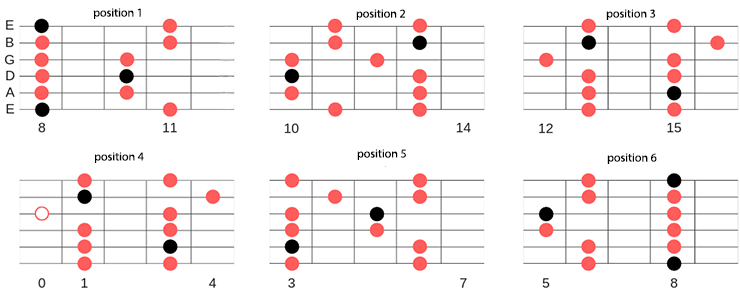 position 1
position 2
position 3
E
B
G
D
A
E
8 11
10 14
12 15
position 4
position 5
position 6
0 1 4
3 7
5 8